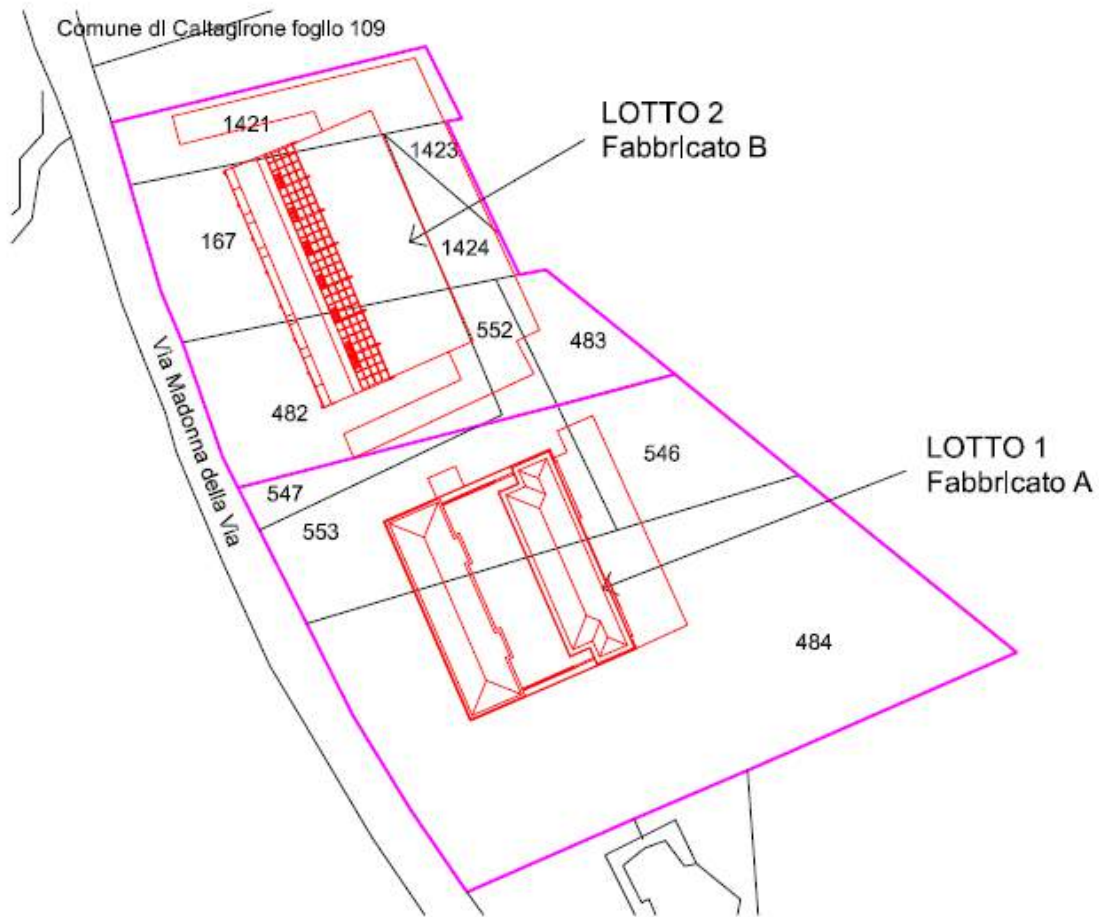 Comune di Caltagirone foglio 109
LOTTO 2
Fabbricato B
1421
1423
167
1424
552
483
Via Madonna della Via
482
LOTTO 1
Fabbricato A
546
547
553
484